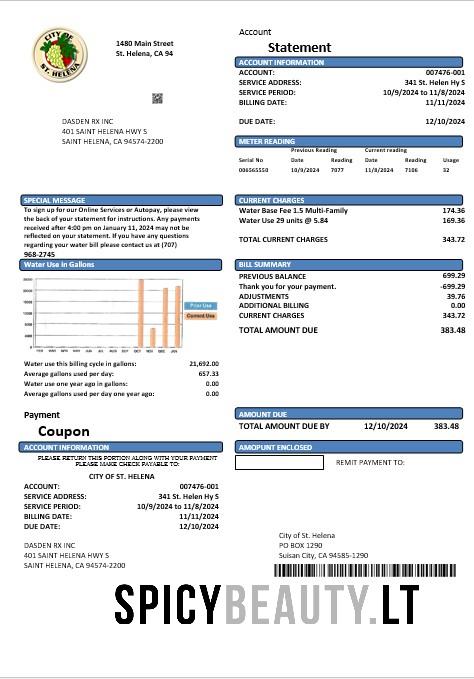 CITY OF
ST. HELENA
1480 Main Street
St. Helena, CA 94
DASDEN RX INC
401 SAINT HELENA HWY S
SAINT HELENA, CA 94574-2200
Account
Statement
ACCOUNT INFORMATION
ACCOUNT: 007476-001
SERVICE ADDRESS: 341 St. Helen Hy S
SERVICE PERIOD: 10/9/2024 to 11/8/2024
BILLING DATE: 11/11/2024
DUE DATE: 12/10/2024
METER READING
Previous Reading Current reading
Serial No Date Reading Date Reading Usage
006565550 10/9/2024 7077 11/8/2024 7106 32
SPECIAL MESSAGE
To sign up for our Online Services or Autopay, please view
the back of your statement for instructions. Any payments
received after 4:00 pm on January 11, 2024 may not be
reflected on your statement. If you have any questions
regarding your water bill please contact us at (707)
968-2745
CURRENT CHARGES
Water Base Fee 1.5 Multi-Family 174.36
Water Use 29 units @ 5.84 169.36
TOTAL CURRENT CHARGES 343.72
Water Use in Gallons
Prior Use
Current Use
BILL SUMMARY
PREVIOUS BALANCE 699.29
Thank you for your payment. -699.29
ADJUSTMENTS 39.76
ADDITIONAL BILLING 0.00
CURRENT CHARGES 343.72
TOTAL AMOUNT DUE 383.48
Water use this billing cycle in gallons: 21,692.00
Average gallons used per day: 657.33
Water use one year ago in gallons: 0.00
Average gallons used per day one year ago: 0.00
Payment
Coupon
ACCOUNT INFORMATION
PLEASE RETURN THIS PORTION ALONG WITH YOUR PAYMENT
PLEASE MAKE CHECK PAYABLE TO:
CITY OF ST. HELENA
ACCOUNT: 007476-001
SERVICE ADDRESS: 341 St. Helen Hy S
SERVICE PERIOD: 10/9/2024 to 11/8/2024
BILLING DATE: 11/11/2024
DUE DATE: 12/10/2024
DASDEN RX INC
401 SAINT HELENA HWY S
SAINT HELENA, CA 94574-2200
AMOUNT DUE
TOTAL AMOUNT DUE BY 12/10/2024 383.48
AMOPUNT ENCLOSED
REMIT PAYMENT TO:
City of St. Helena
PO BOX 1290
Suisan City, CA 94585-1290
SPICYBEAUTY.LT